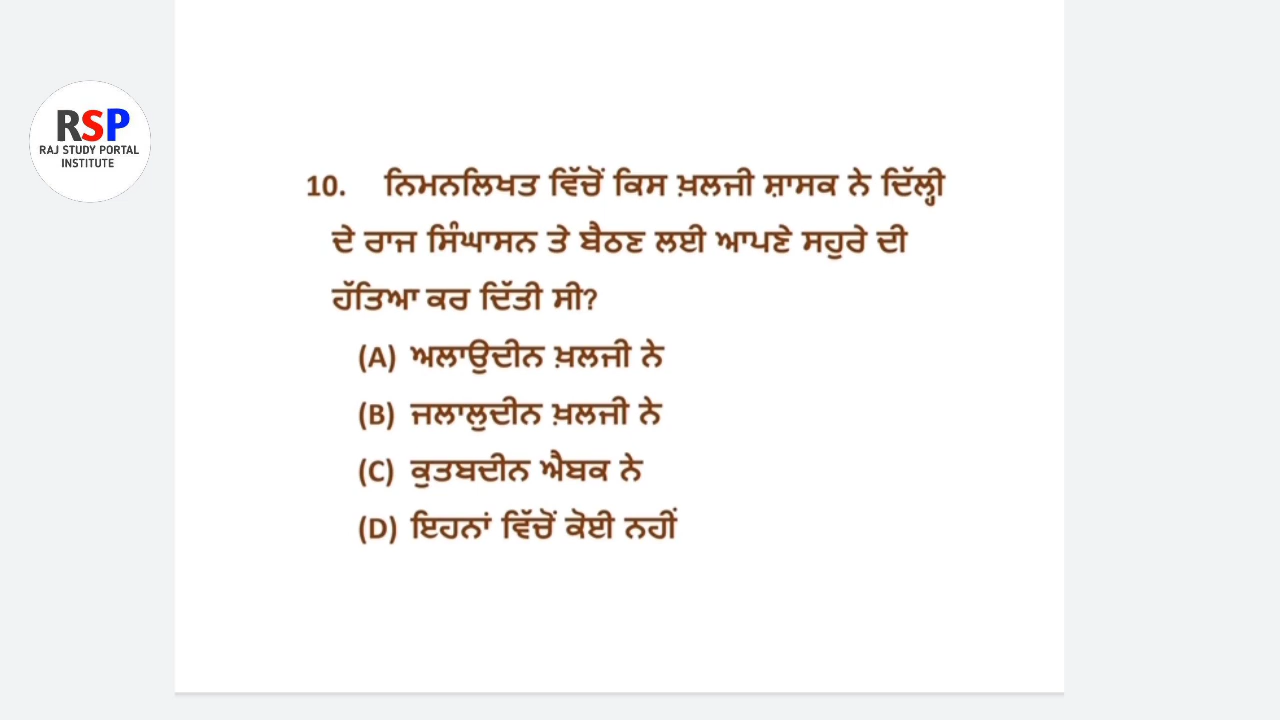 RSP
RAJ STUDY PORTAL
INSTITUTE
10. ਨਿਮਨਲਿਖਤ ਵਿੱਚੋਂ ਕਿਸ ਖ਼ਲਜੀ ਸ਼ਾਸਕ ਨੇ ਦਿੱਲ੍ਹੀ
ਦੇ ਰਾਜ ਸਿੰਘਾਸਨ ਤੇ ਬੈਠਣ ਲਈ ਆਪਣੇ ਸਹੁਰੇ ਦੀ
ਹੱਤਿਆ ਕਰ ਦਿੱਤੀ ਸੀ?
(A) ਅਲਾਉਦੀਨ ਖ਼ਲਜੀ ਨੇ
(B) ਜਲਾਲੁਦੀਨ ਖ਼ਲਜੀ ਨੇ
(C) ਕੁਤਬਦੀਨ ਐਬਕ ਨੇ
(D) ਇਹਨਾਂ ਵਿੱਚੋਂ ਕੋਈ ਨਹੀਂ